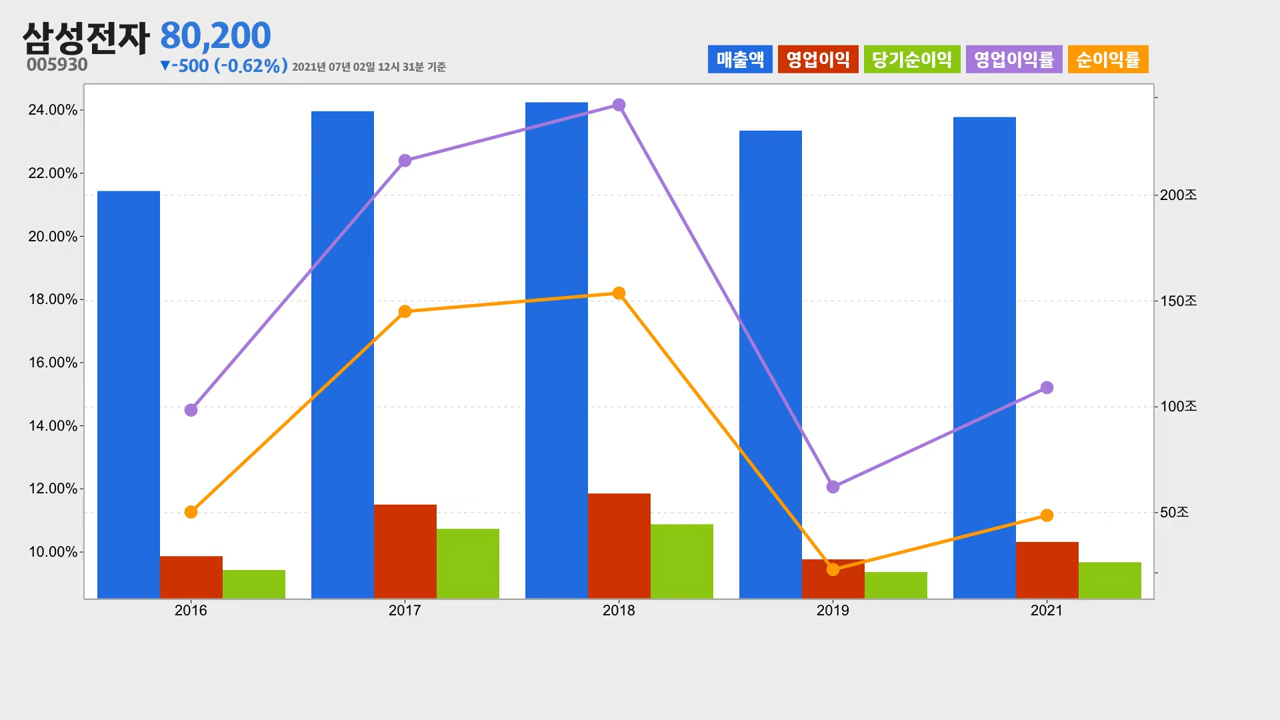 삼성전자 80,200
005930 ▼-500 (-0.62%) 2021년 07년 02일 12시 31분 기준
매출액 영업이익 당기순이익 영업이익률 순이익률
24.00%
22.00%
20.00%
18.00%
16.00%
14.00%
12.00%
10.00%
200조
150조
100조
50조
2016 2017 2018 2019 2021